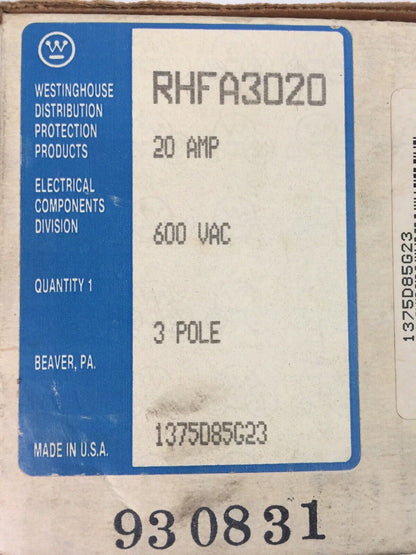 W
WESTINGHOUSE
DISTRIBUTION
PROTECTION
PRODUCTS
ELECTRICAL
COMPONENTS
DIVISION
QUANTITY 1
BEAVER, PA.
MADE IN U.S.A.
RHFA3020
20 AMP
600 VAC
3 POLE
1375D85G23
1375D85G23
930831